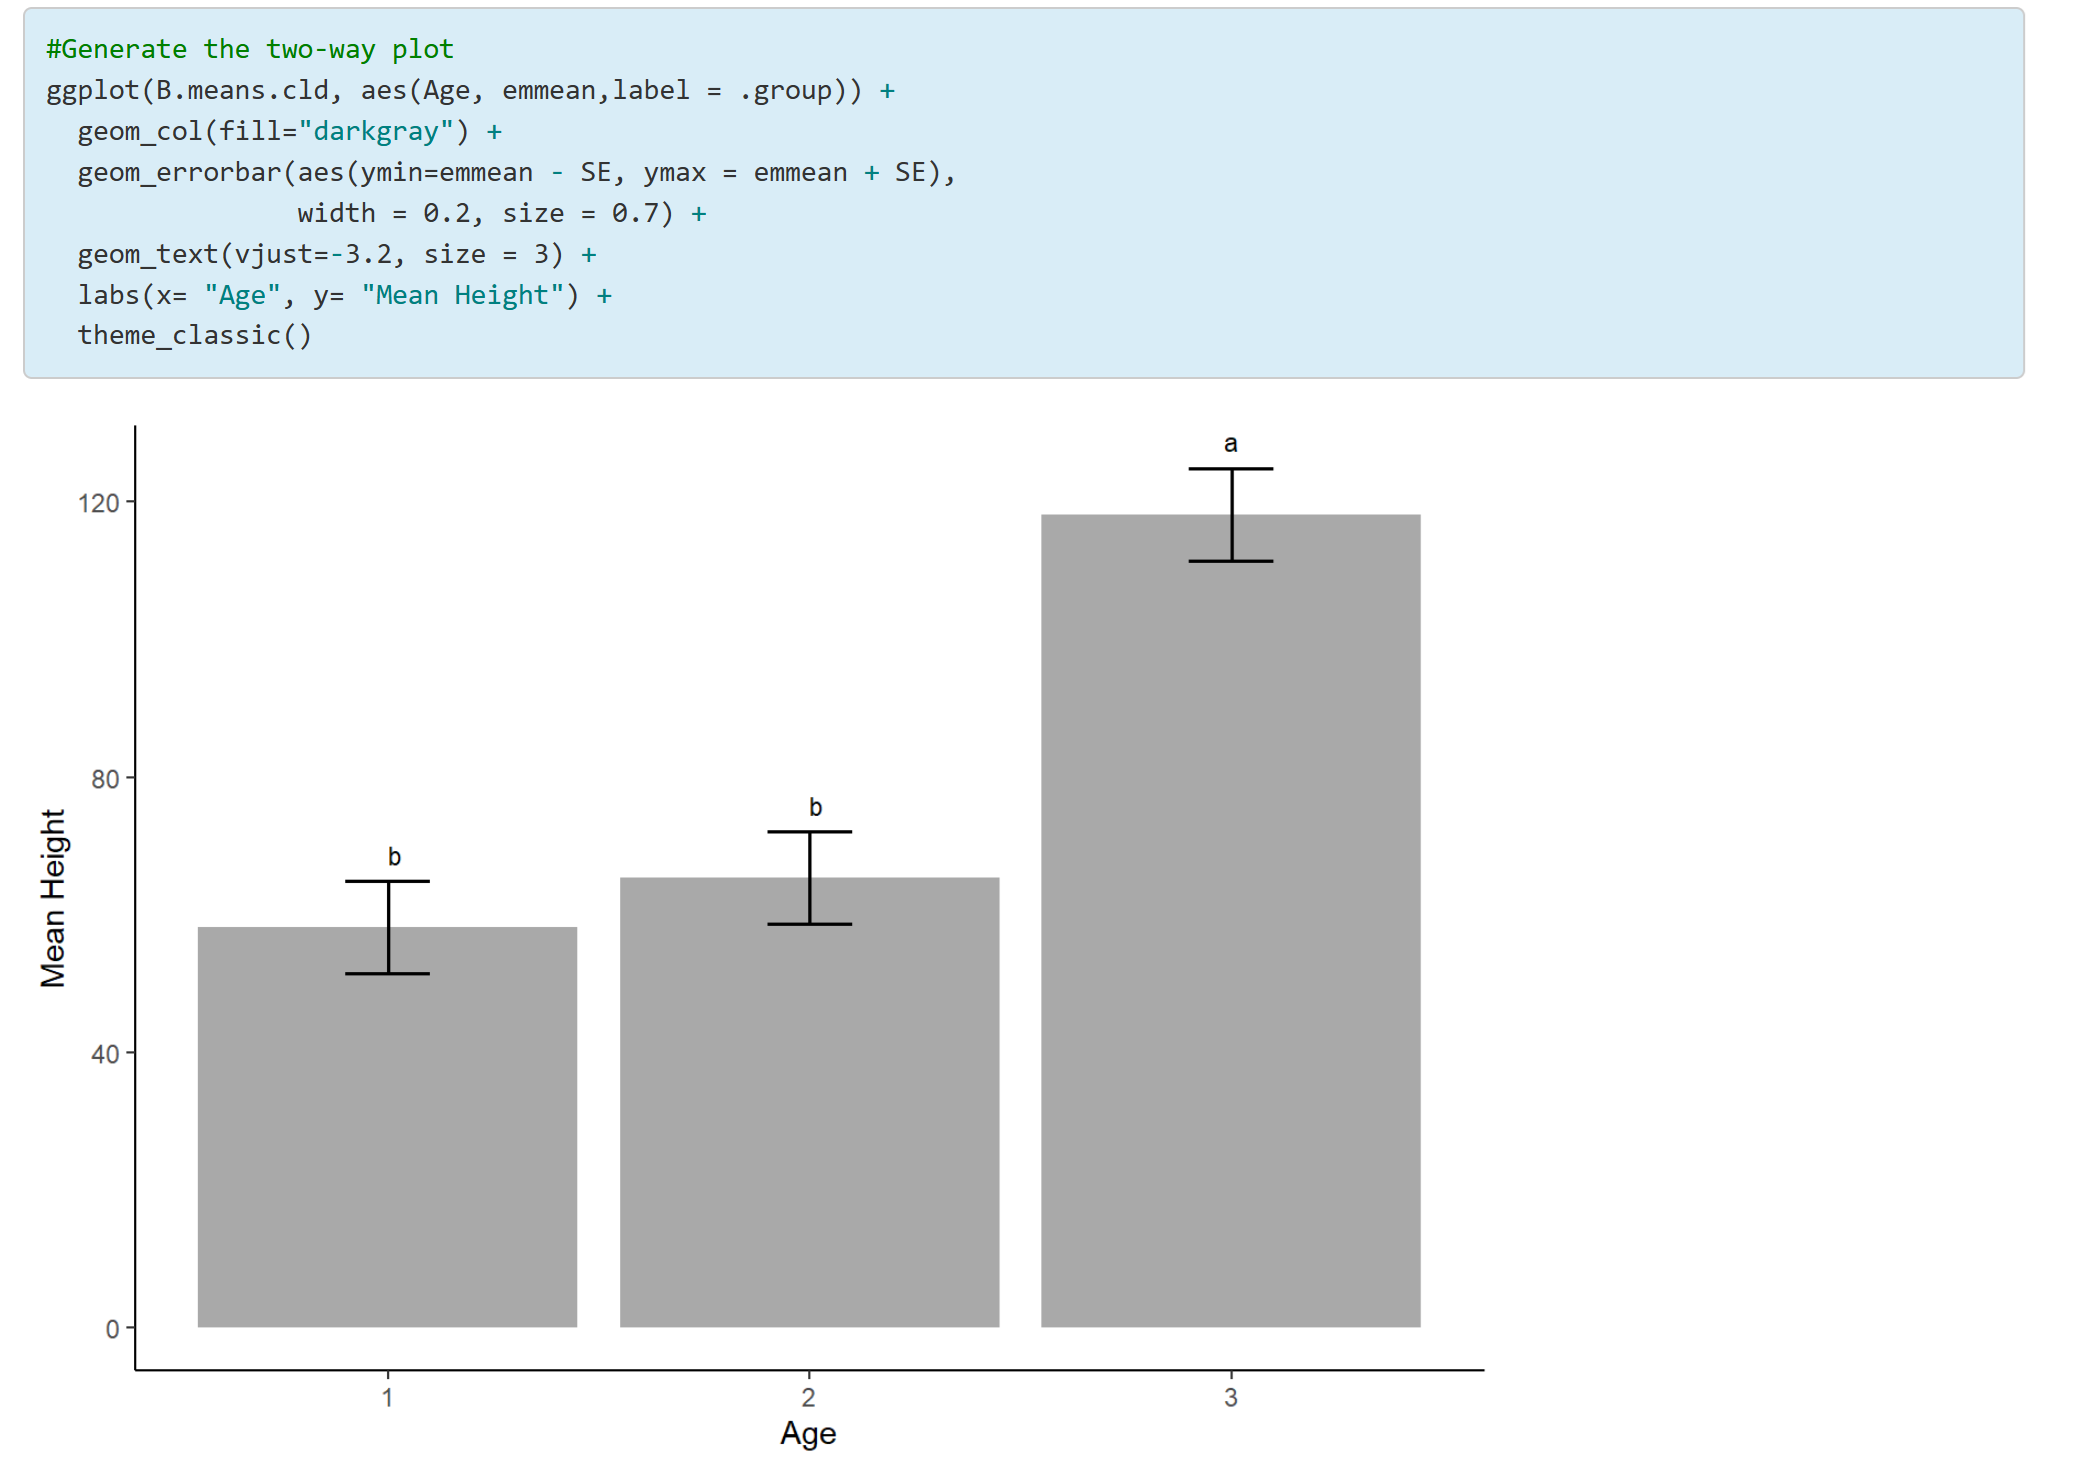 #Generate the two-way plot
ggplot(B.means.cld, aes(Age, emmean,label = .group)) +
  geom_col(fill="darkgray") +
  geom_errorbar(aes(ymin=emmean - SE, ymax = emmean + SE),
                width = 0.2, size = 0.7) +
  geom_text(vjust=-3.2, size = 3) +
  labs(x= "Age", y= "Mean Height") +
  theme_classic()
a
120
80
b
b
Mean Height
40
0
1 2 3
Age